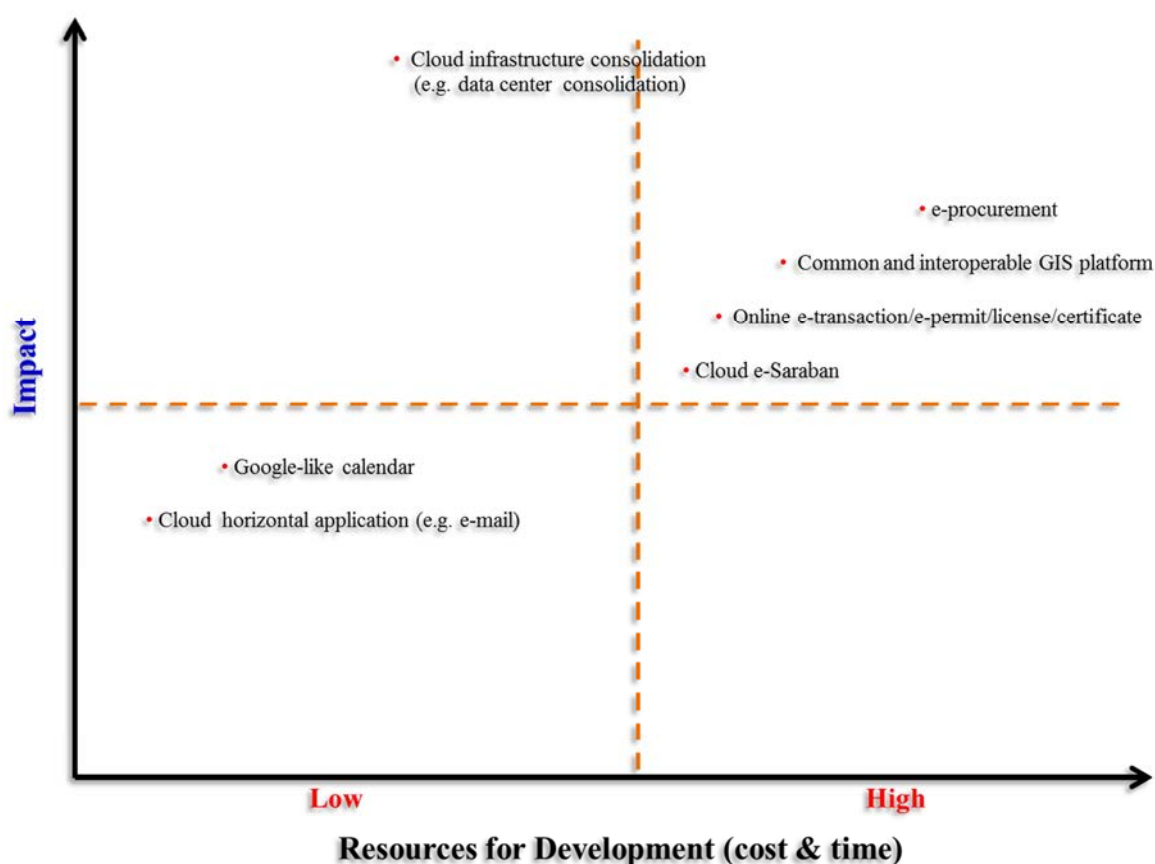 Cloud infrastructure consolidation
(e.g. data center consolidation)
e-procurement
Common and interoperable GIS platform
Online e-transaction/e-permit/license/certificate
Cloud e-Saraban
Impact
Google-like calendar
Cloud horizontal application (e.g. e-mail)
Low
High
Resources for Development (cost & time)